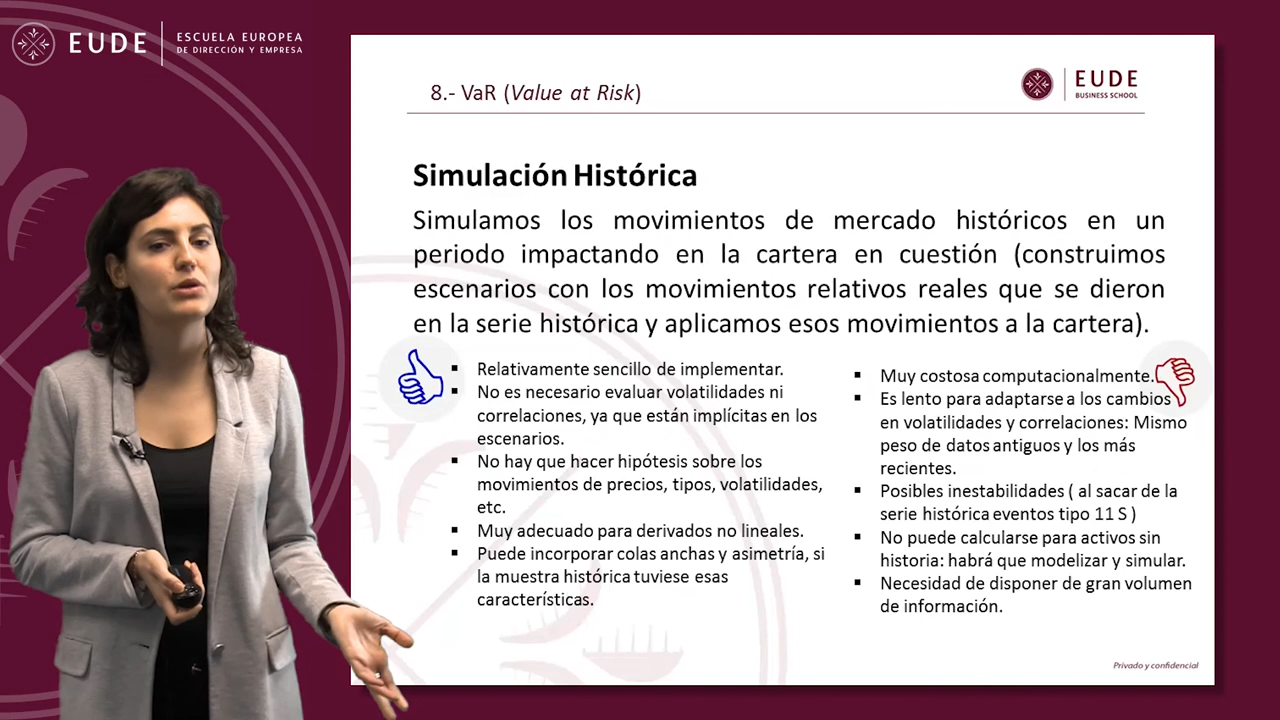 EUDE
ESCUELA EUROPEA
DE DIRECCIÓN Y EMPRESA
8.- VaR (Value at Risk)
EUDE
BUSINESS SCHOOL
Simulación Histórica
Simulamos los movimientos de mercado históricos en un
periodo impactando en la cartera en cuestión (construimos
escenarios con los movimientos relativos reales que se dieron
en la serie histórica y aplicamos esos movimientos a la cartera).
▪ Relativamente sencillo de implementar.
▪ No es necesario evaluar volatilidades ni
correlaciones, ya que están implícitas en los
escenarios.
▪ No hay que hacer hipótesis sobre los
movimientos de precios, tipos, volatilidades,
etc.
▪ Muy adecuado para derivados no lineales.
▪ Puede incorporar colas anchas y asimetría, si
la muestra histórica tuviese esas
características.
▪ Muy costosa computacionalmente.
▪ Es lento para adaptarse a los cambios
en volatilidades y correlaciones: Mismo
peso de datos antiguos y los más
recientes.
▪ Posibles inestabilidades ( al sacar de la
serie histórica eventos tipo 11 S )
▪ No puede calcularse para activos sin
historia: habrá que modelizar y simular.
▪ Necesidad de disponer de gran volumen
de información.
Privado y confidencial